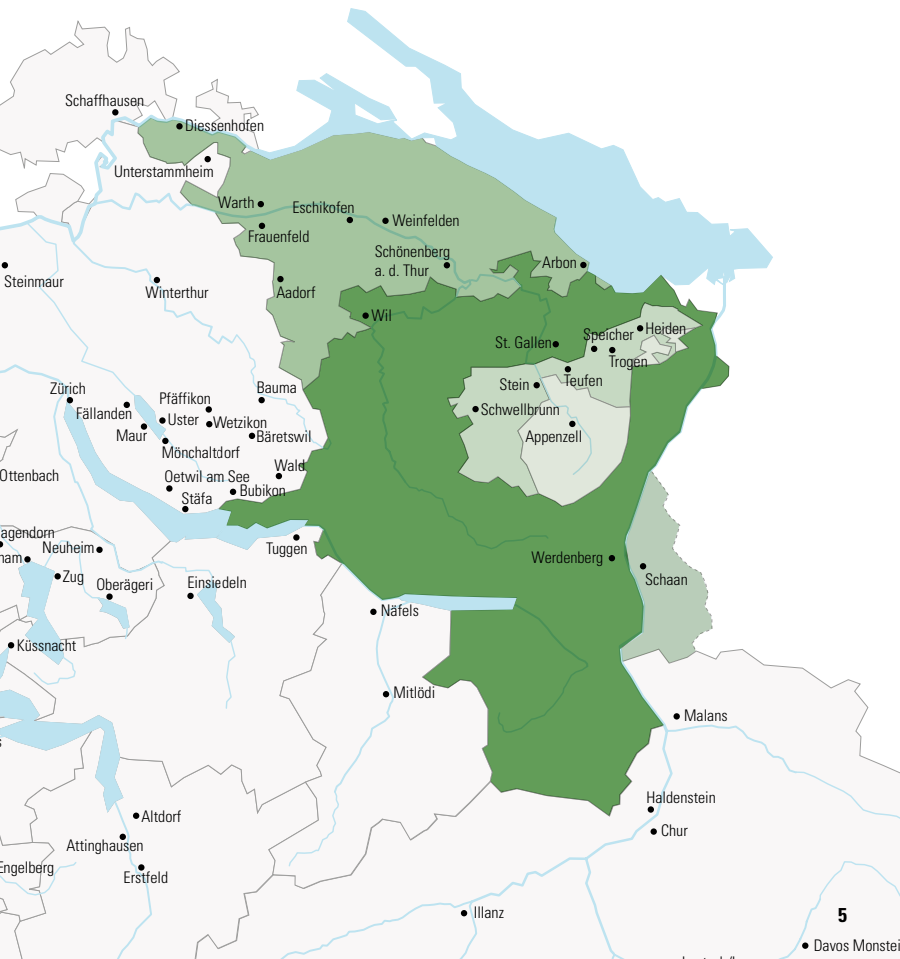 Schaffhausen
Diessenhofen
Unterstammheim
Warth
Eschikofen
Weinfelden
Frauenfeld
Schönenberg
a. d. Thur
Arbon
Steinmaur
Winterthur
Aadorf
Wil
Heiden
Speicher
St. Gallen
Trogen
Teufen
Stein
Zürich
Pfäffikon
Bauma
Fällanden
Uster
Wetzikon
Schwellbrunn
Maur
Bäretswil
Appenzell
Mönchaltdorf
Wald
Ottenbach
Oetwil am See
Bubikon
Stäfa
agendorn
Neuheim
Tuggen
ham
Werdenberg
Zug
Oberägeri
Einsiedeln
Schaan
Näfels
Küssnacht
Mitlödi
Malans
Haldenstein
Altdorf
Chur
Attinghausen
Engelberg
Erstfeld
Illanz
5
Davos Monstei